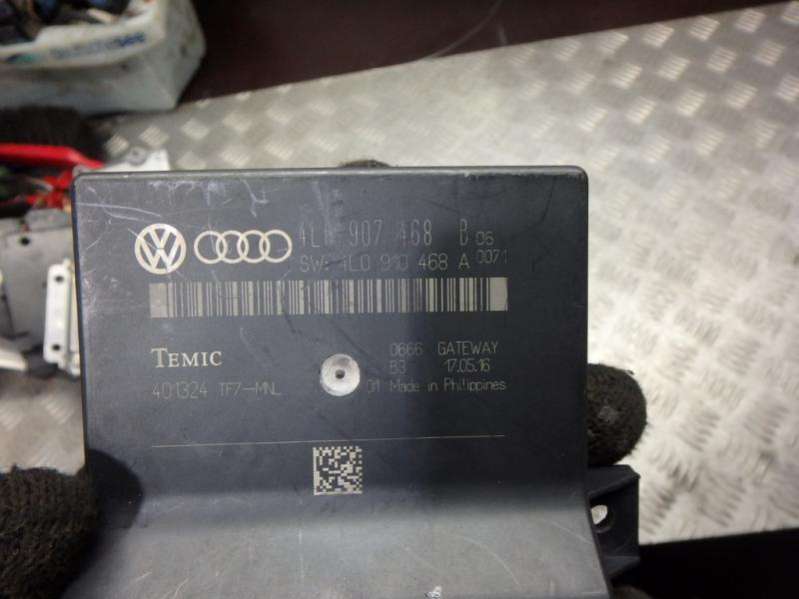 4L0 907 468 B 06
SW: 4L0 910 468 A 0071
TEMIC
0666 GATEWAY
B3 17.05.16
401324 TF7-MNL
01 Made in Philippines